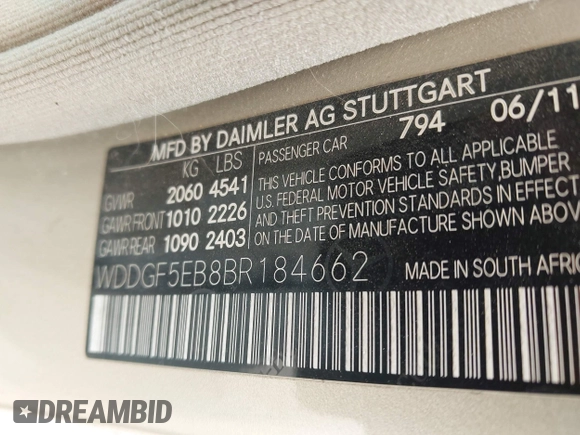 MFD BY DAIMLER AG STUTTGART
KG LBS PASSENGER CAR 794 06/11
GVWR 2060 4541 THIS VEHICLE CONFORMS TO ALL APPLICABLE
GAWR FRONT 1010 2226 U.S. FEDERAL MOTOR VEHICLE SAFETY, BUMPER
GAWR REAR 1090 2403 AND THEFT PREVENTION STANDARDS IN EFFECT
ON THE DATE OF MANUFACTURE SHOWN ABOVE
WDDGF5EB8BR184662 MADE IN SOUTH AFRIC
DREAMBID